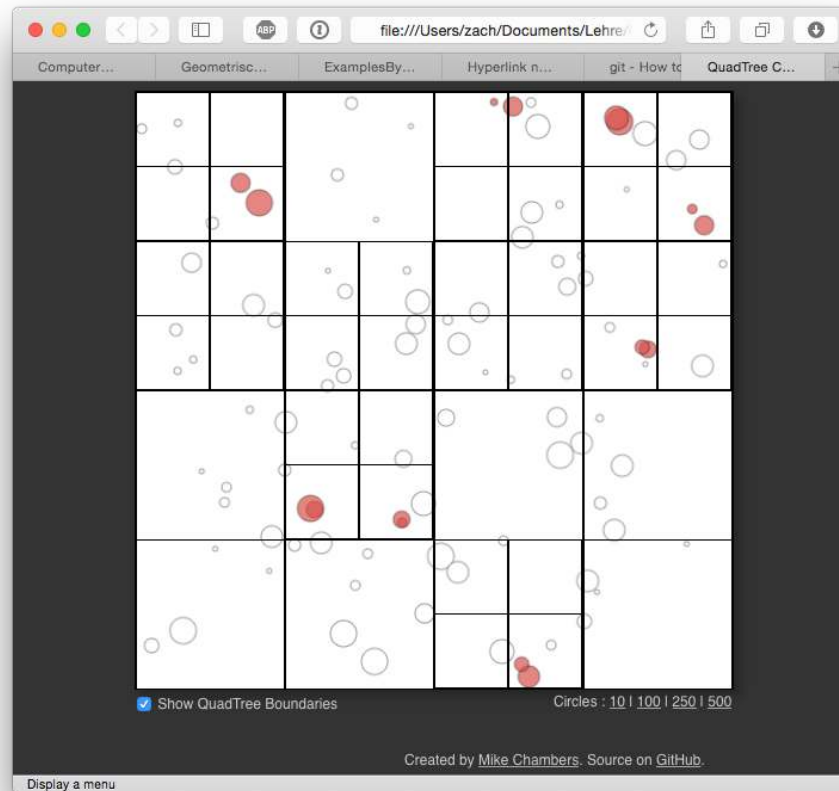 ABP
file:///Users/zach/Documents/Lehre/
Computer... Geometrisc... ExamplesBy... Hyperlink n... git - How to QuadTree C...
Show QuadTree Boundaries
Circles : 10 | 100 | 250 | 500
Created by Mike Chambers. Source on GitHub.
Display a menu